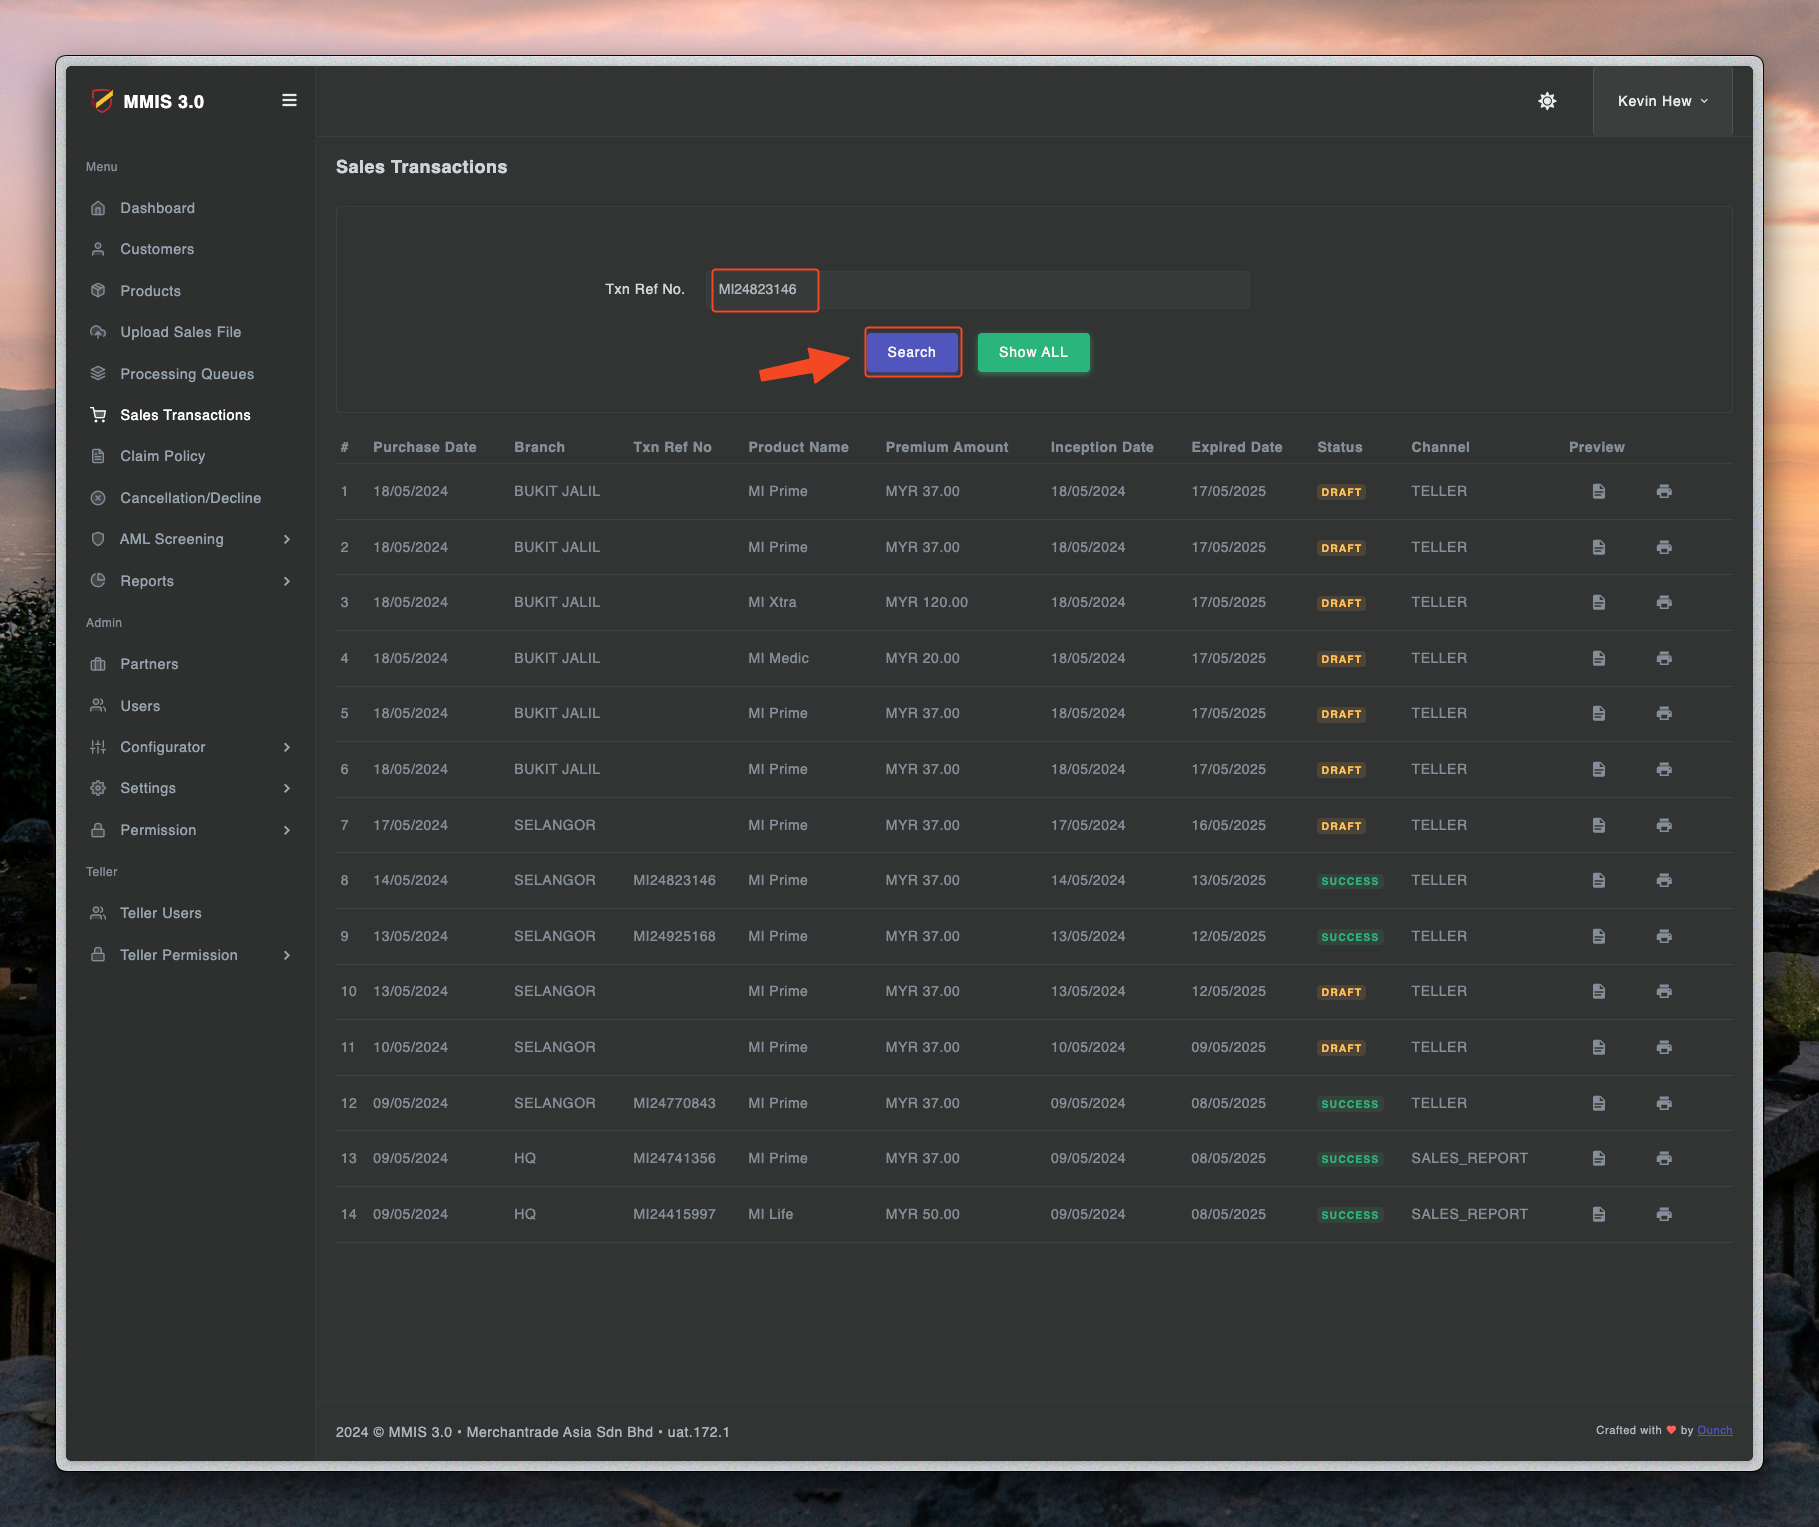 MMIS 3.0
Kevin Hew
Menu
Dashboard
Customers
Products
Upload Sales File
Processing Queues
Sales Transactions
Claim Policy
Cancellation/Decline
AML Screening
Reports
Admin
Partners
Users
Configurator
Settings
Permission
Teller
Teller Users
Teller Permission
Sales Transactions
Txn Ref No. MI24823146
Search Show ALL
# Purchase Date Branch Txn Ref No Product Name Premium Amount Inception Date Expired Date Status Channel Preview
1 18/05/2024 BUKIT JALIL MI Prime MYR 37.00 18/05/2024 17/05/2025 DRAFT TELLER
2 18/05/2024 BUKIT JALIL MI Prime MYR 37.00 18/05/2024 17/05/2025 DRAFT TELLER
3 18/05/2024 BUKIT JALIL MI Xtra MYR 120.00 18/05/2024 17/05/2025 DRAFT TELLER
4 18/05/2024 BUKIT JALIL MI Medic MYR 20.00 18/05/2024 17/05/2025 DRAFT TELLER
5 18/05/2024 BUKIT JALIL MI Prime MYR 37.00 18/05/2024 17/05/2025 DRAFT TELLER
6 18/05/2024 BUKIT JALIL MI Prime MYR 37.00 18/05/2024 17/05/2025 DRAFT TELLER
7 17/05/2024 SELANGOR MI Prime MYR 37.00 17/05/2024 16/05/2025 DRAFT TELLER
8 14/05/2024 SELANGOR MI24823146 MI Prime MYR 37.00 14/05/2024 13/05/2025 SUCCESS TELLER
9 13/05/2024 SELANGOR MI24925168 MI Prime MYR 37.00 13/05/2024 12/05/2025 SUCCESS TELLER
10 13/05/2024 SELANGOR MI Prime MYR 37.00 13/05/2024 12/05/2025 DRAFT TELLER
11 10/05/2024 SELANGOR MI Prime MYR 37.00 10/05/2024 09/05/2025 DRAFT TELLER
12 09/05/2024 SELANGOR MI24770843 MI Prime MYR 37.00 09/05/2024 08/05/2025 SUCCESS TELLER
13 09/05/2024 HQ MI24741356 MI Prime MYR 37.00 09/05/2024 08/05/2025 SUCCESS SALES_REPORT
14 09/05/2024 HQ MI24415997 MI Life MYR 50.00 09/05/2024 08/05/2025 SUCCESS SALES_REPORT
2024 © MMIS 3.0 • Merchantrade Asia Sdn Bhd • uat.172.1
Crafted with ♥ by Ounch